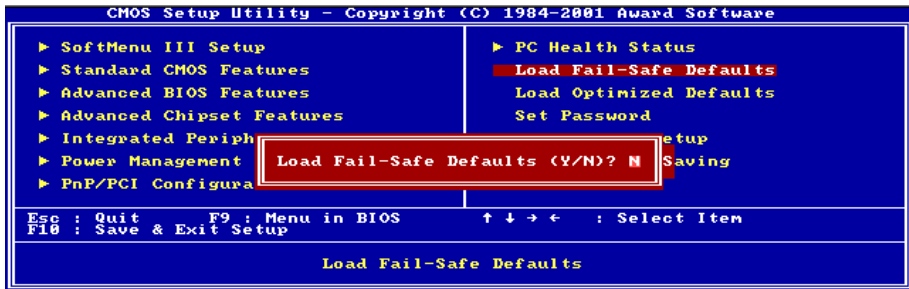 CMOS Setup Utility - Copyright (C) 1984-2001 Award Software
► SoftMenu III Setup
► Standard CMOS Features
► Advanced BIOS Features
► Advanced Chipset Features
► Integrated Periph
► Power Management
► PnP/PCI Configura
► PC Health Status
Load Fail-Safe Defaults
Load Optimized Defaults
Set Password
etup
Saving
Load Fail-Safe Defaults (Y/N)? N
Esc : Quit F9 : Menu in BIOS ↑ ↓ → ← : Select Item
F10 : Save & Exit Setup
Load Fail-Safe Defaults